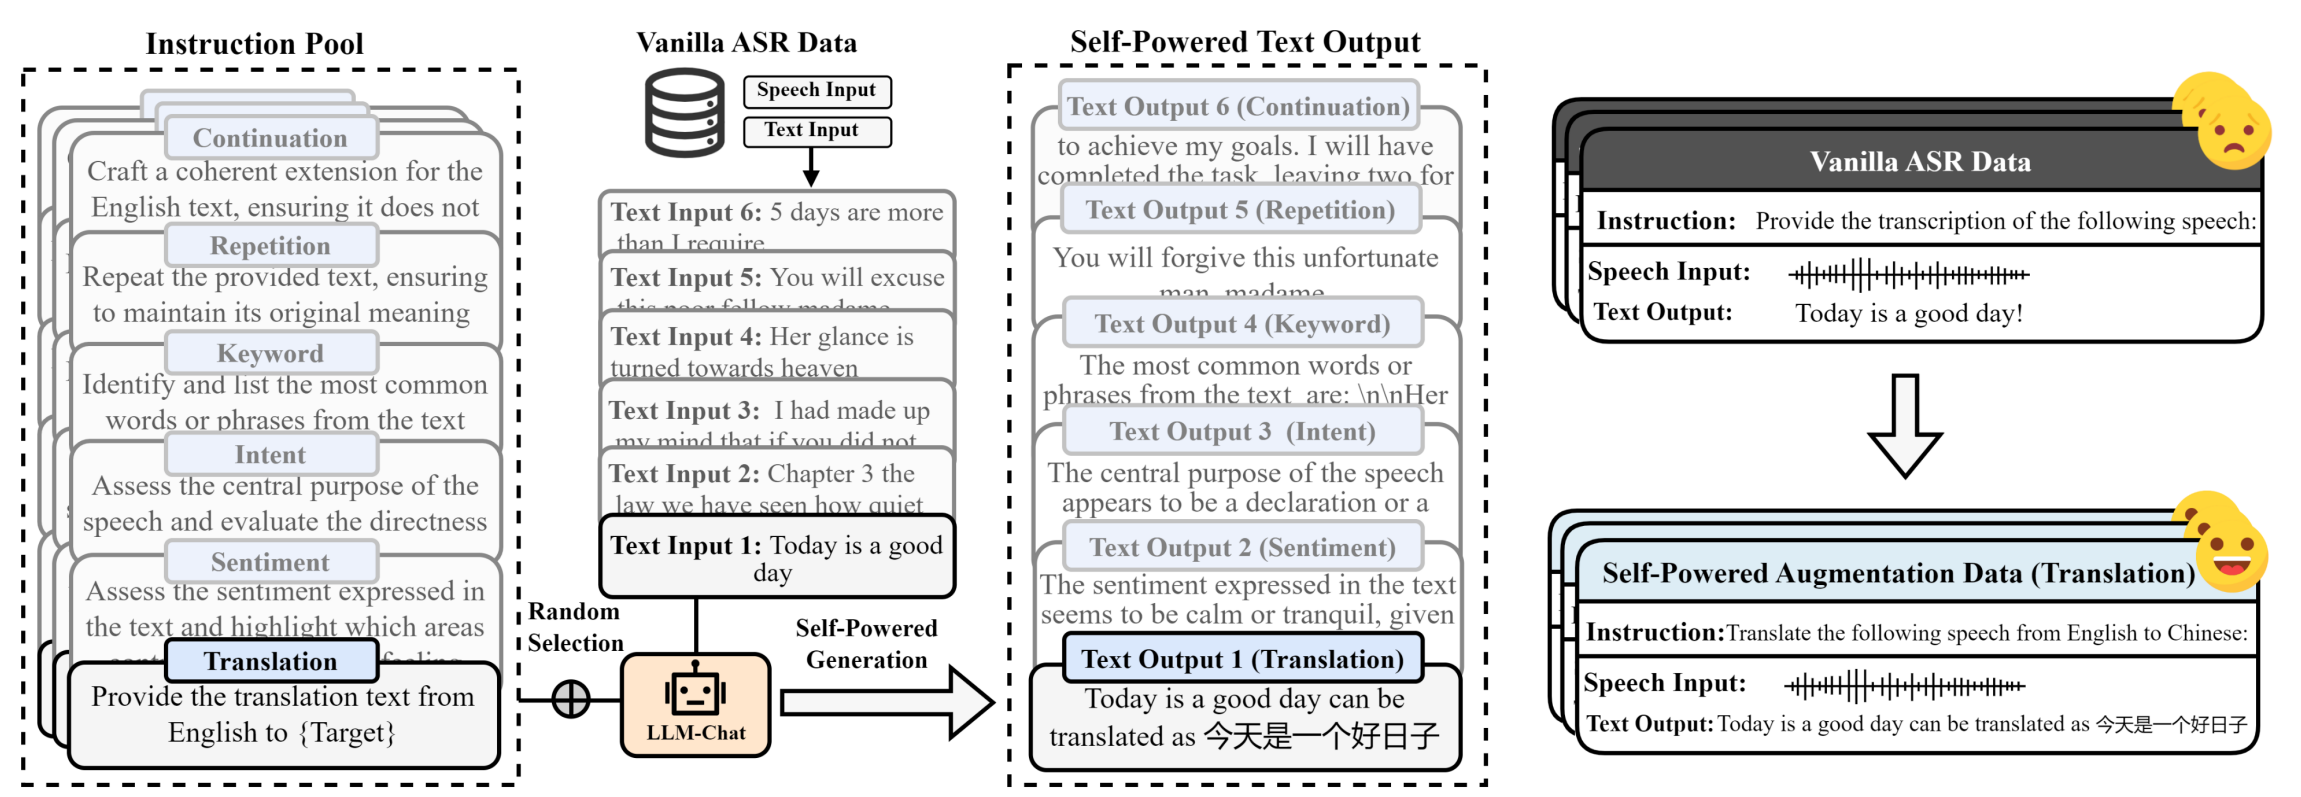 Instruction Pool
Continuation
Craft a coherent extension for the
English text, ensuring it does not
Repetition
Repeat the provided text, ensuring
to maintain its original meaning
Keyword
Identify and list the most common
words or phrases from the text
Intent
Assess the central purpose of the
speech and evaluate the directness
Sentiment
Assess the sentiment expressed in
the text and highlight which areas
feeling
Translation
Provide the translation text from
English to {Target}
Random
Selection
Vanilla ASR Data
Speech Input
Text Input
Text Input 6: 5 days are more
than I require
Text Input 5: You will excuse
this poor fellow madame
Text Input 4: Her glance is
turned towards heaven
Text Input 3: I had made up
my mind that if you did not
Text Input 2: Chapter 3 the
law we have seen how quiet
Text Input 1: Today is a good
day
LLM-Chat
Self-Powered
Generation
Self-Powered Text Output
Text Output 6 (Continuation)
to achieve my goals. I will have
completed the task, leaving two for
Text Output 5 (Repetition)
You will forgive this unfortunate
man, madame
Text Output 4 (Keyword)
The most common words or
phrases from the text are: \n\nHer
Text Output 3 (Intent)
The central purpose of the speech
appears to be a declaration or a
Text Output 2 (Sentiment)
The sentiment expressed in the text
seems to be calm or tranquil, given
Text Output 1 (Translation)
Today is a good day can be
translated as 今天是一个好日子
Vanilla ASR Data
Instruction: Provide the transcription of the following speech:
Speech Input:
Text Output: Today is a good day!
Self-Powered Augmentation Data (Translation)
Instruction:Translate the following speech from English to Chinese:
Speech Input:
Text Output:Today is a good day can be translated as 今天是一个好日子